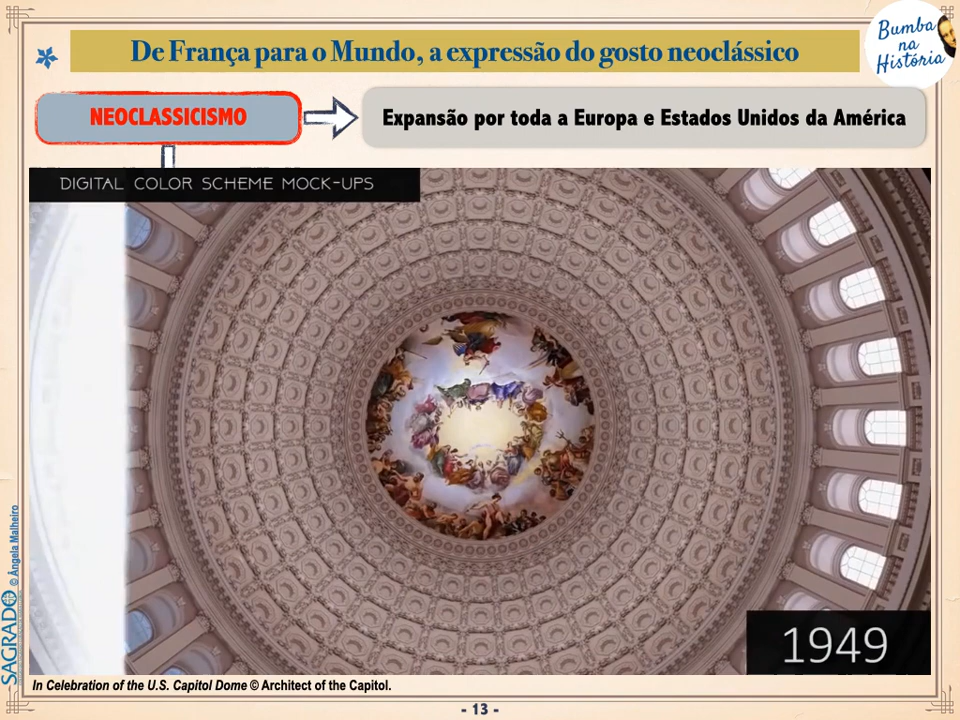 De França para o Mundo, a expressão do gosto neoclássico
Bumba
na
História
NEOCLASSICISMO
Expansão por toda a Europa e Estados Unidos da América
DIGITAL COLOR SCHEME MOCK-UPS
1949
SAGRADO © Ângela Malheiro
In Celebration of the U.S. Capitol Dome © Architect of the Capitol.
- 13 -